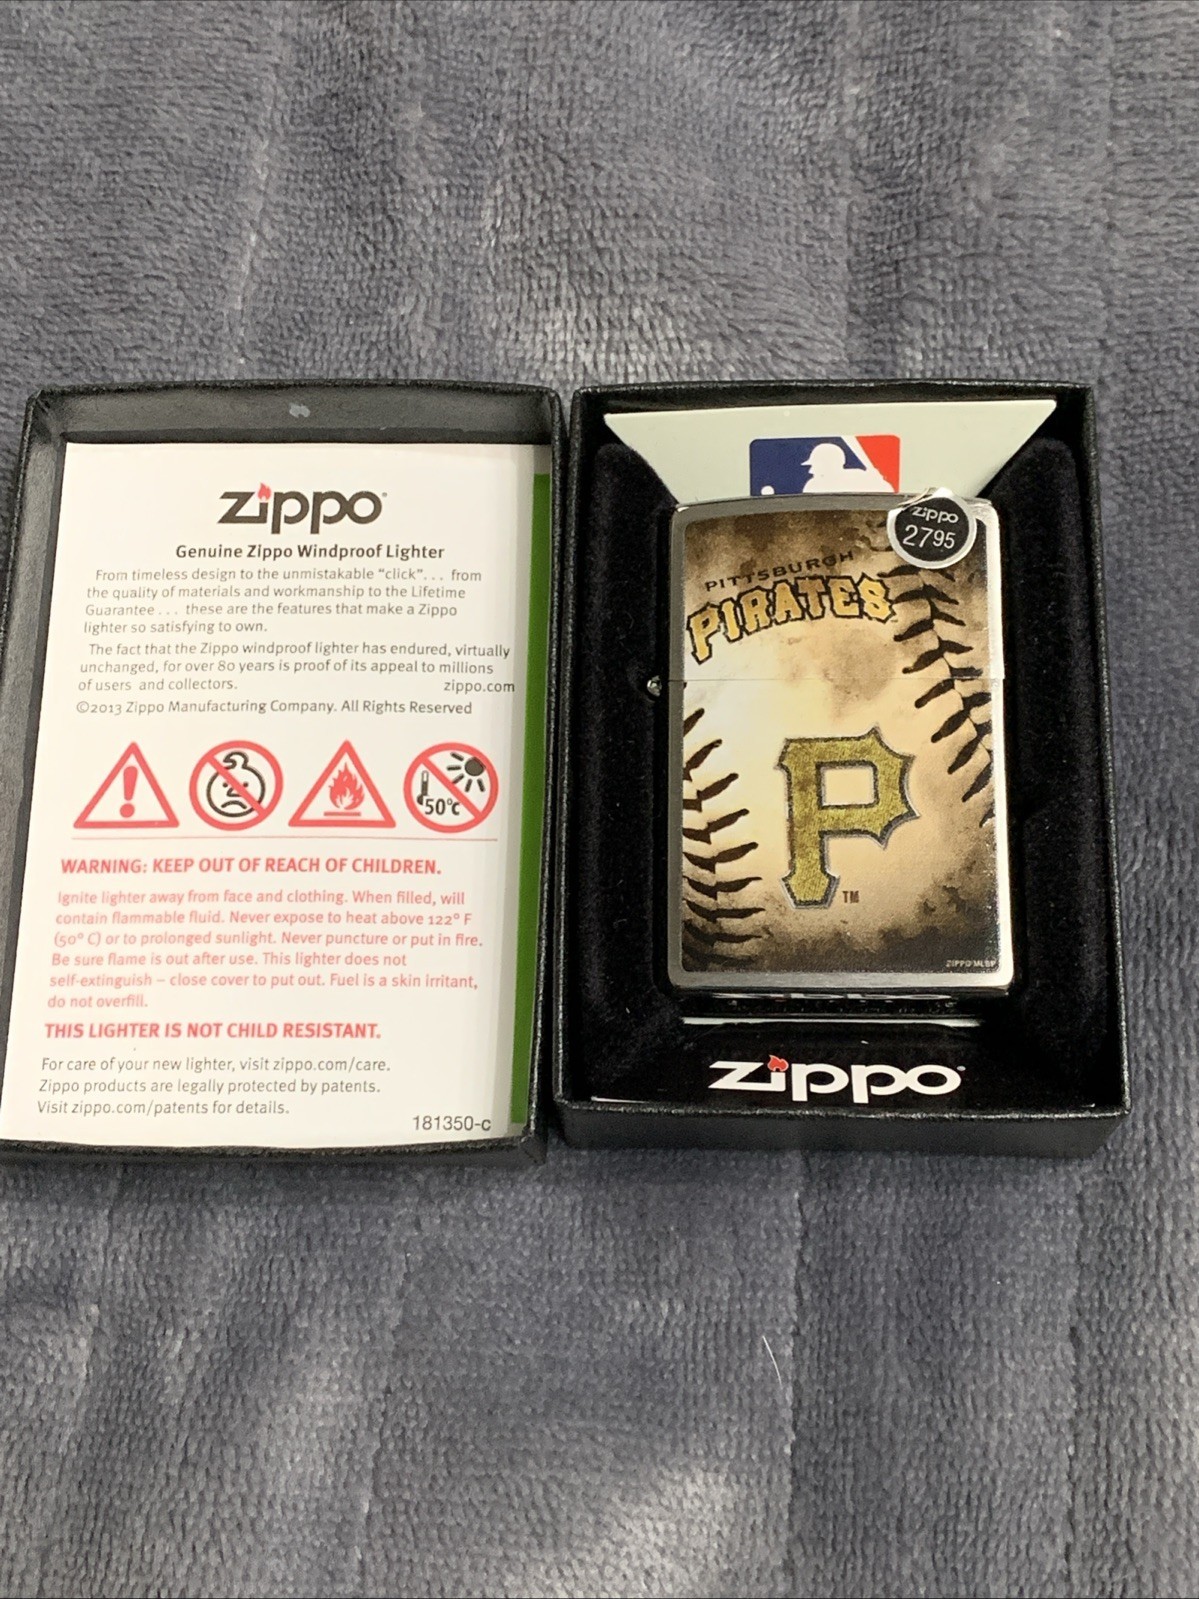 zippo
Genuine Zippo Windproof Lighter
From timeless design to the unmistakable "click". . . from
the quality of materials and workmanship to the Lifetime
Guarantee . . . these are the features that make a Zippo
lighter so satisfying to own.
The fact that the Zippo windproof lighter has endured, virtually
unchanged, for over 80 years is proof of its appeal to millions
of users and collectors. zippo.com
©2013 Zippo Manufacturing Company. All Rights Reserved
50°C
WARNING: KEEP OUT OF REACH OF CHILDREN.
Ignite lighter away from face and clothing. When filled, will
contain flammable fluid. Never expose to heat above 122° F
(50° C) or to prolonged sunlight. Never puncture or put in fire.
Be sure flame is out after use. This lighter does not
self-extinguish – close cover to put out. Fuel is a skin irritant,
do not overfill.
THIS LIGHTER IS NOT CHILD RESISTANT.
For care of your new lighter, visit zippo.com/care.
Zippo products are legally protected by patents.
Visit zippo.com/patents for details.
181350-c
zippo
2795
PITTSBURGH
PIRATES
P
TM
ZIPPO/MLBP
zippo